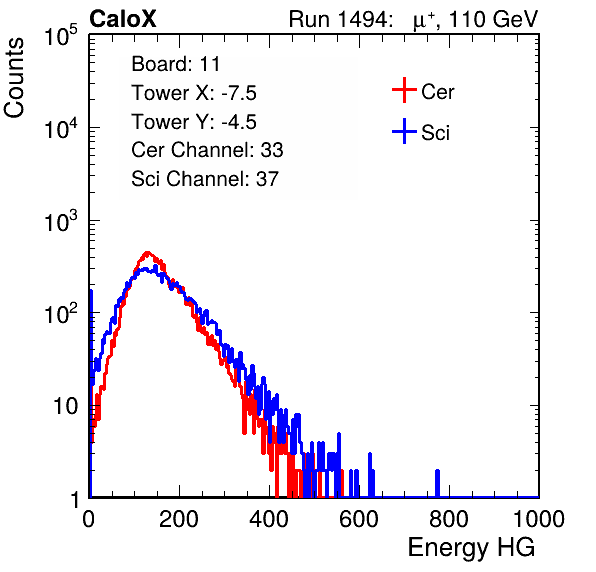 CaloX Run 1494: μ⁺, 110 GeV
Counts
Board: 11
Tower X: -7.5
Tower Y: -4.5
Cer Channel: 33
Sci Channel: 37
Cer
Sci
10⁵
10⁴
10³
10²
10
1
0 200 400 600 800 1000
Energy HG